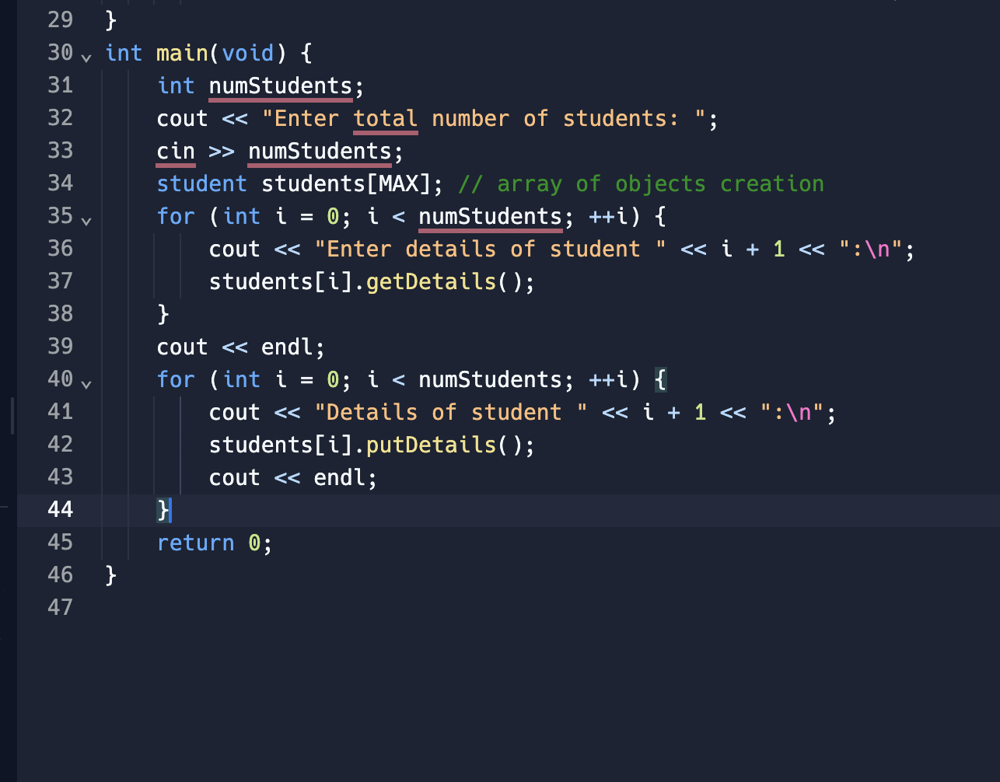 29 }
30 int main(void) {
31 int numStudents;
32 cout << "Enter total number of students: ";
33 cin >> numStudents;
34 student students[MAX]; // array of objects creation
35 for (int i = 0; i < numStudents; ++i) {
36 cout << "Enter details of student " << i + 1 << ":\n";
37 students[i].getDetails();
38 }
39 cout << endl;
40 for (int i = 0; i < numStudents; ++i) {
41 cout << "Details of student " << i + 1 << ":\n";
42 students[i].putDetails();
43 cout << endl;
44 }
45 return 0;
46 }
47